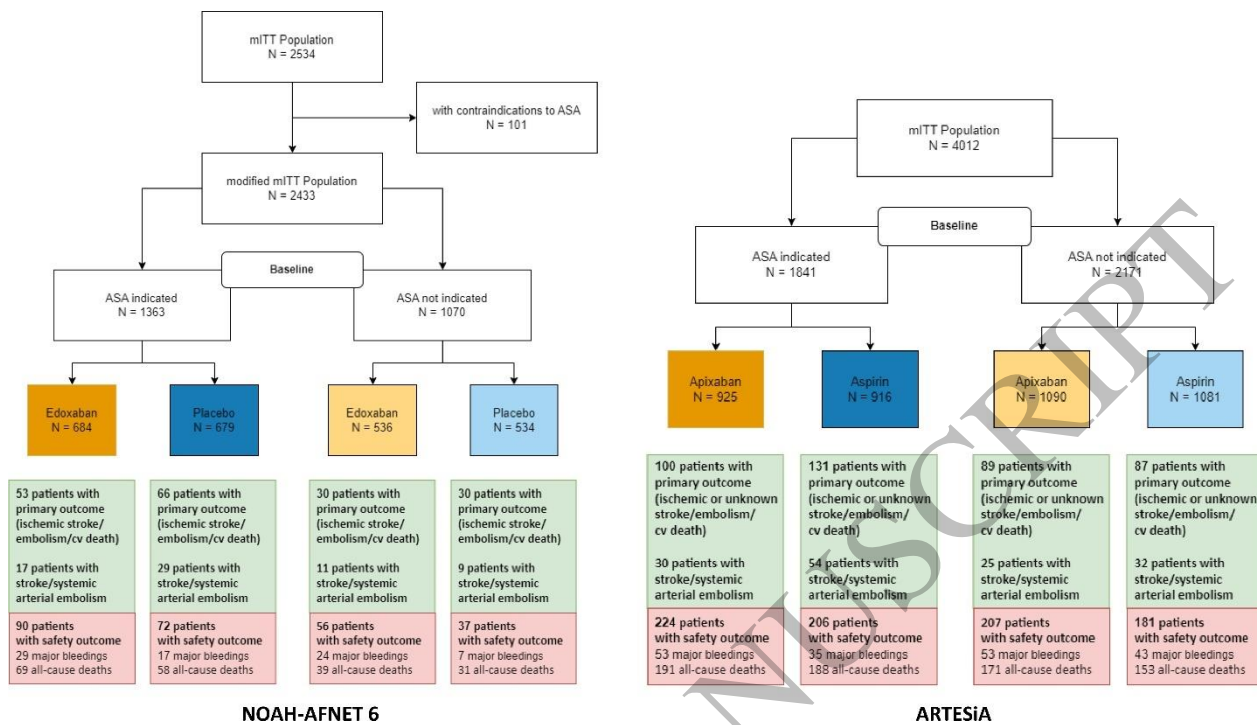 mITT Population
N = 2534
with contraindications to ASA
N = 101
modified mITT Population
N = 2433
Baseline
ASA indicated
N = 1363
ASA not indicated
N = 1070
Edoxaban
N = 684
Placebo
N = 679
Edoxaban
N = 536
Placebo
N = 534
53 patients with
primary outcome
(ischemic stroke/
embolism/cv death)
17 patients with
stroke/systemic
arterial embolism
90 patients
with safety outcome
29 major bleedings
69 all-cause deaths
66 patients with
primary outcome
(ischemic stroke/
embolism/cv death)
29 patients with
stroke/systemic
arterial embolism
72 patients
with safety outcome
17 major bleedings
58 all-cause deaths
30 patients with
primary outcome
(ischemic stroke/
embolism/cv death)
11 patients with
stroke/systemic
arterial embolism
56 patients
with safety outcome
24 major bleedings
39 all-cause deaths
30 patients with
primary outcome
(ischemic stroke/
embolism/cv death)
9 patients with
stroke/systemic
arterial embolism
37 patients
with safety outcome
7 major bleedings
31 all-cause deaths
NOAH-AFNET 6
mITT Population
N = 4012
Baseline
ASA indicated
N = 1841
ASA not indicated
N = 2171
Apixaban
N = 925
Aspirin
N = 916
Apixaban
N = 1090
Aspirin
N = 1081
100 patients with
primary outcome
(ischemic or unknown
stroke/embolism/
cv death)
30 patients with
stroke/systemic
arterial embolism
224 patients
with safety outcome
53 major bleedings
191 all-cause deaths
131 patients with
primary outcome
(ischemic or unknown
stroke/embolism/
cv death)
54 patients with
stroke/systemic
arterial embolism
206 patients
with safety outcome
35 major bleedings
188 all-cause deaths
89 patients with
primary outcome
(ischemic or unknown
stroke/embolism/
cv death)
25 patients with
stroke/systemic
arterial embolism
207 patients
with safety outcome
53 major bleedings
171 all-cause deaths
87 patients with
primary outcome
(ischemic or unknown
stroke/embolism/
cv death)
32 patients with
stroke/systemic
arterial embolism
181 patients
with safety outcome
43 major bleedings
153 all-cause deaths
ARTESiA
NUSCRIPT